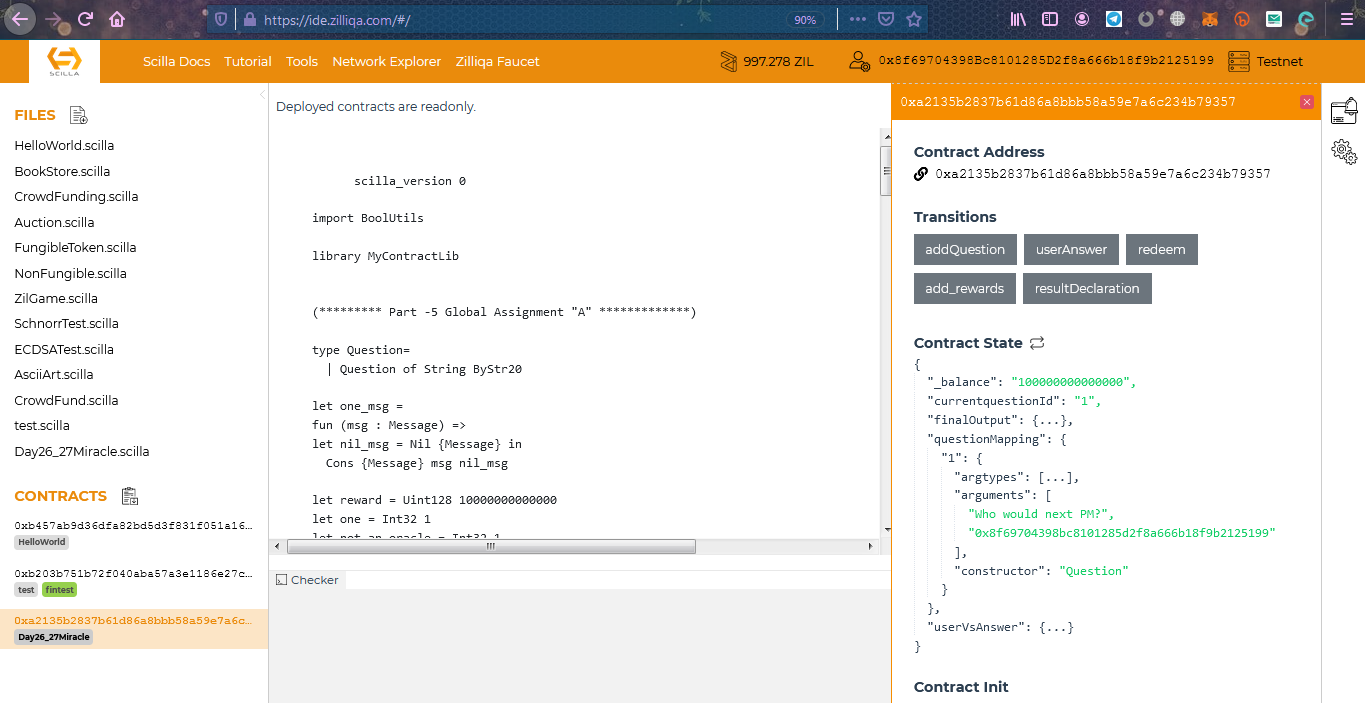 https://ide.zilliqa.com/#/
90%
SCILLA
Scilla Docs Tutorial Tools Network Explorer Zilliqa Faucet
997.278 ZIL
0x8f69704398Bc8101285D2f8a666b18f9b2125199
Testnet
FILES
HelloWorld.scilla
BookStore.scilla
CrowdFunding.scilla
Auction.scilla
FungibleToken.scilla
NonFungible.scilla
ZilGame.scilla
SchnorrTest.scilla
ECDSATest.scilla
AsciiArt.scilla
CrowdFund.scilla
test.scilla
Day26_27Miracle.scilla
CONTRACTS
0xb457ab9d36dfa82bd5d3f831f051a16...
HelloWorld
0xb203b751b72f040aba57a3e1186e27c...
test fintest
0xa2135b2837b61d86a8bbb58a59e7a6c...
Day26_27Miracle
Deployed contracts are readonly.
scilla_version 0
import BoolUtils
library MyContractLib
(********* Part -5 Global Assignment "A" *************)
type Question=
| Question of String ByStr20
let one_msg =
fun (msg : Message) =>
let nil_msg = Nil {Message} in
Cons {Message} msg nil_msg
let reward = Uint128 10000000000000
let one = Int32 1
let not_an_oracle = Int32 1
Checker
0xa2135b2837b61d86a8bbb58a59e7a6c234b79357
Contract Address
0xa2135b2837b61d86a8bbb58a59e7a6c234b79357
Transitions
addQuestion userAnswer redeem
add_rewards resultDeclaration
Contract State
{
"_balance": "100000000000000",
"currentquestionId": "1",
"finalOutput": {...},
"questionMapping": {
"1": {
"argtypes": [...],
"arguments": [
"Who would next PM?",
"0x8f69704398bc8101285d2f8a666b18f9b2125199"
],
"constructor": "Question"
}
},
"userVsAnswer": {...}
}
Contract Init